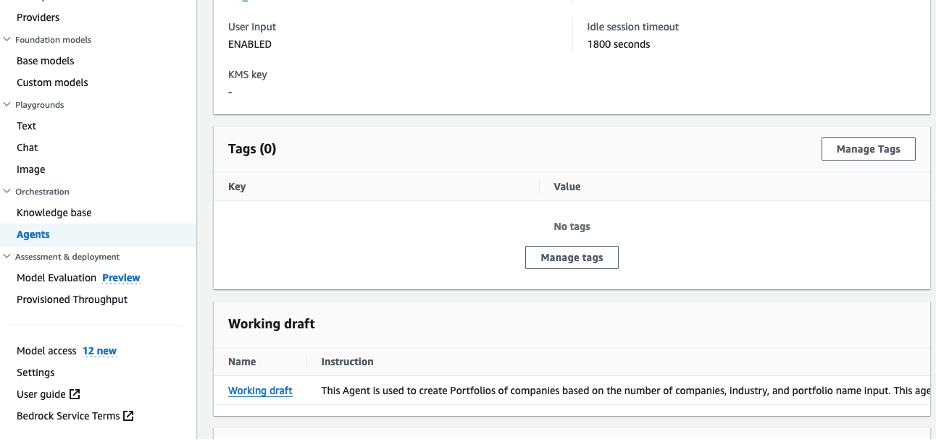 Providers
Foundation models
Base models
Custom models
Playgrounds
Text
Chat
Image
Orchestration
Knowledge base
Agents
Assessment & deployment
Model Evaluation Preview
Provisioned Throughput
Model access 12 new
Settings
User guide
Bedrock Service Terms
User Input
ENABLED
Idle session timeout
1800 seconds
KMS key
-
Tags (0)
Manage Tags
Key Value
No tags
Manage tags
Working draft
Name Instruction
Working draft This Agent is used to create Portfolios of companies based on the number of companies, industry, and portfolio name input. This age